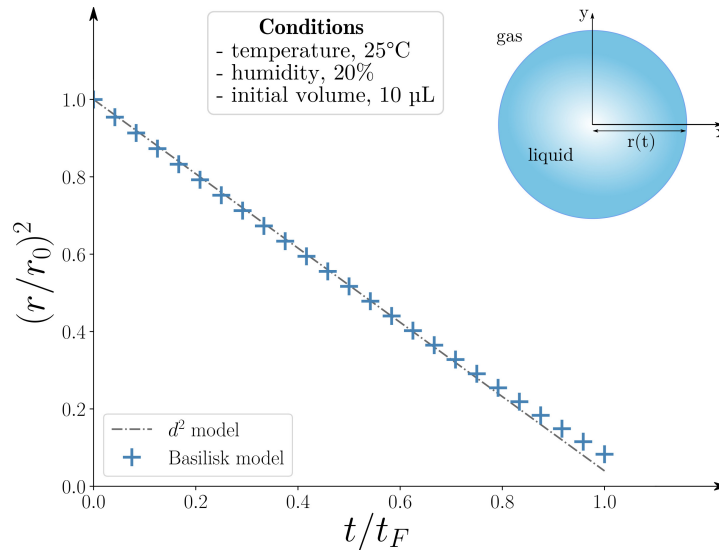 Conditions
- temperature, 25°C
- humidity, 20%
- initial volume, 10 µL
gas
y
x
r(t)
liquid
1.0
0.8
0.6
0.4
0.2
0.0
(r/r₀)²
d² model
Basilisk model
0.0 0.2 0.4 0.6 0.8 1.0
t/t_F